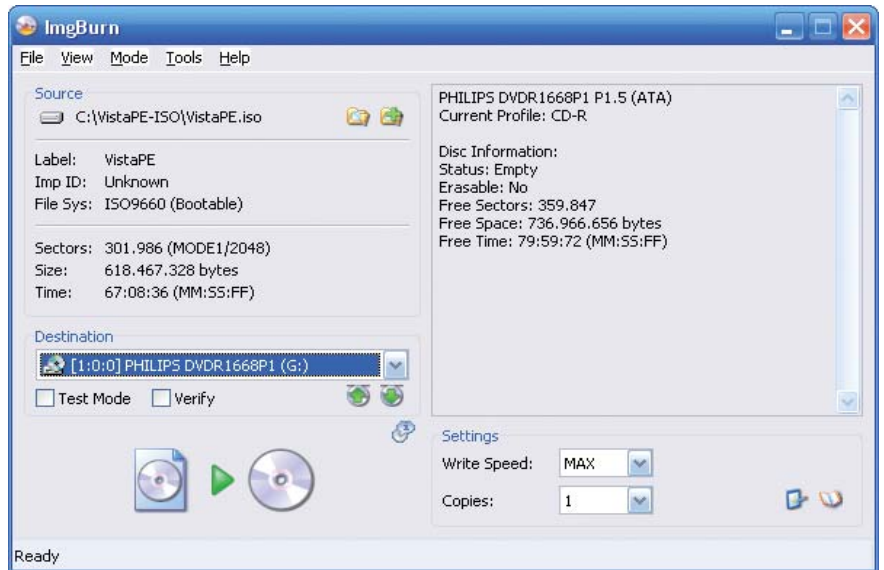 ImgBurn
File View Mode Tools Help
Source
C:\VistaPE-ISO\VistaPE.iso
Label: VistaPE
Imp ID: Unknown
File Sys: ISO9660 (Bootable)
Sectors: 301.986 (MODE1/2048)
Size: 618.467.328 bytes
Time: 67:08:36 (MM:SS:FF)
Destination
[1:0:0] PHILIPS DVDR1668P1 (G:)
Test Mode Verify
PHILIPS DVDR1668P1 P1.5 (ATA)
Current Profile: CD-R
Disc Information:
Status: Empty
Erasable: No
Free Sectors: 359.847
Free Space: 736.966.656 bytes
Free Time: 79:59:72 (MM:SS:FF)
Settings
Write Speed: MAX
Copies: 1
Ready